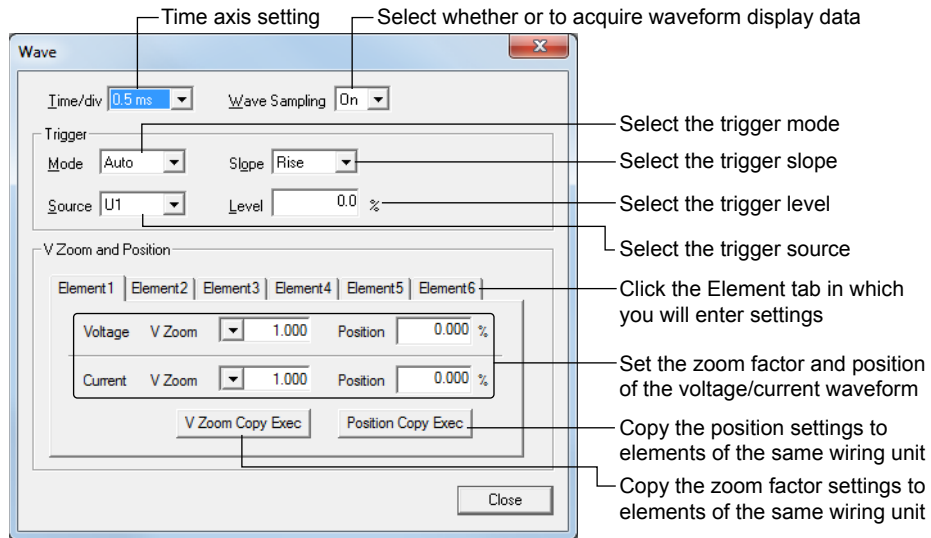 Time axis setting
Select whether or to acquire waveform display data
Wave
Time/div 0.5 ms Wave Sampling On
Trigger
Mode Auto Slope Rise
Source U1 Level 0.0 %
Select the trigger mode
Select the trigger slope
Select the trigger level
Select the trigger source
V Zoom and Position
Element1 Element2 Element3 Element4 Element5 Element6
Click the Element tab in which
you will enter settings
Voltage V Zoom 1.000 Position 0.000 %
Current V Zoom 1.000 Position 0.000 %
Set the zoom factor and position
of the voltage/current waveform
V Zoom Copy Exec Position Copy Exec
Copy the position settings to
elements of the same wiring unit
Copy the zoom factor settings to
elements of the same wiring unit
Close